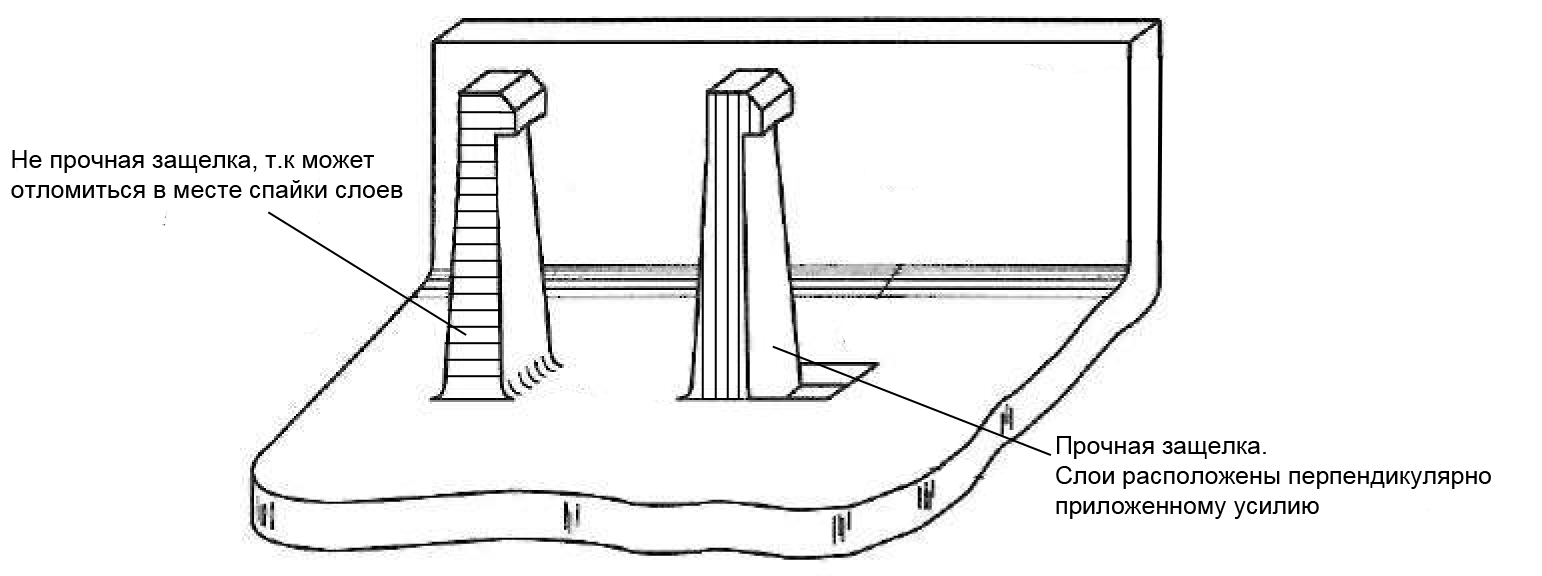 Не прочная защелка, т.к может
отломиться в месте спайки слоев
Прочная защелка.
Слои расположены перпендикулярно
приложенному усилию